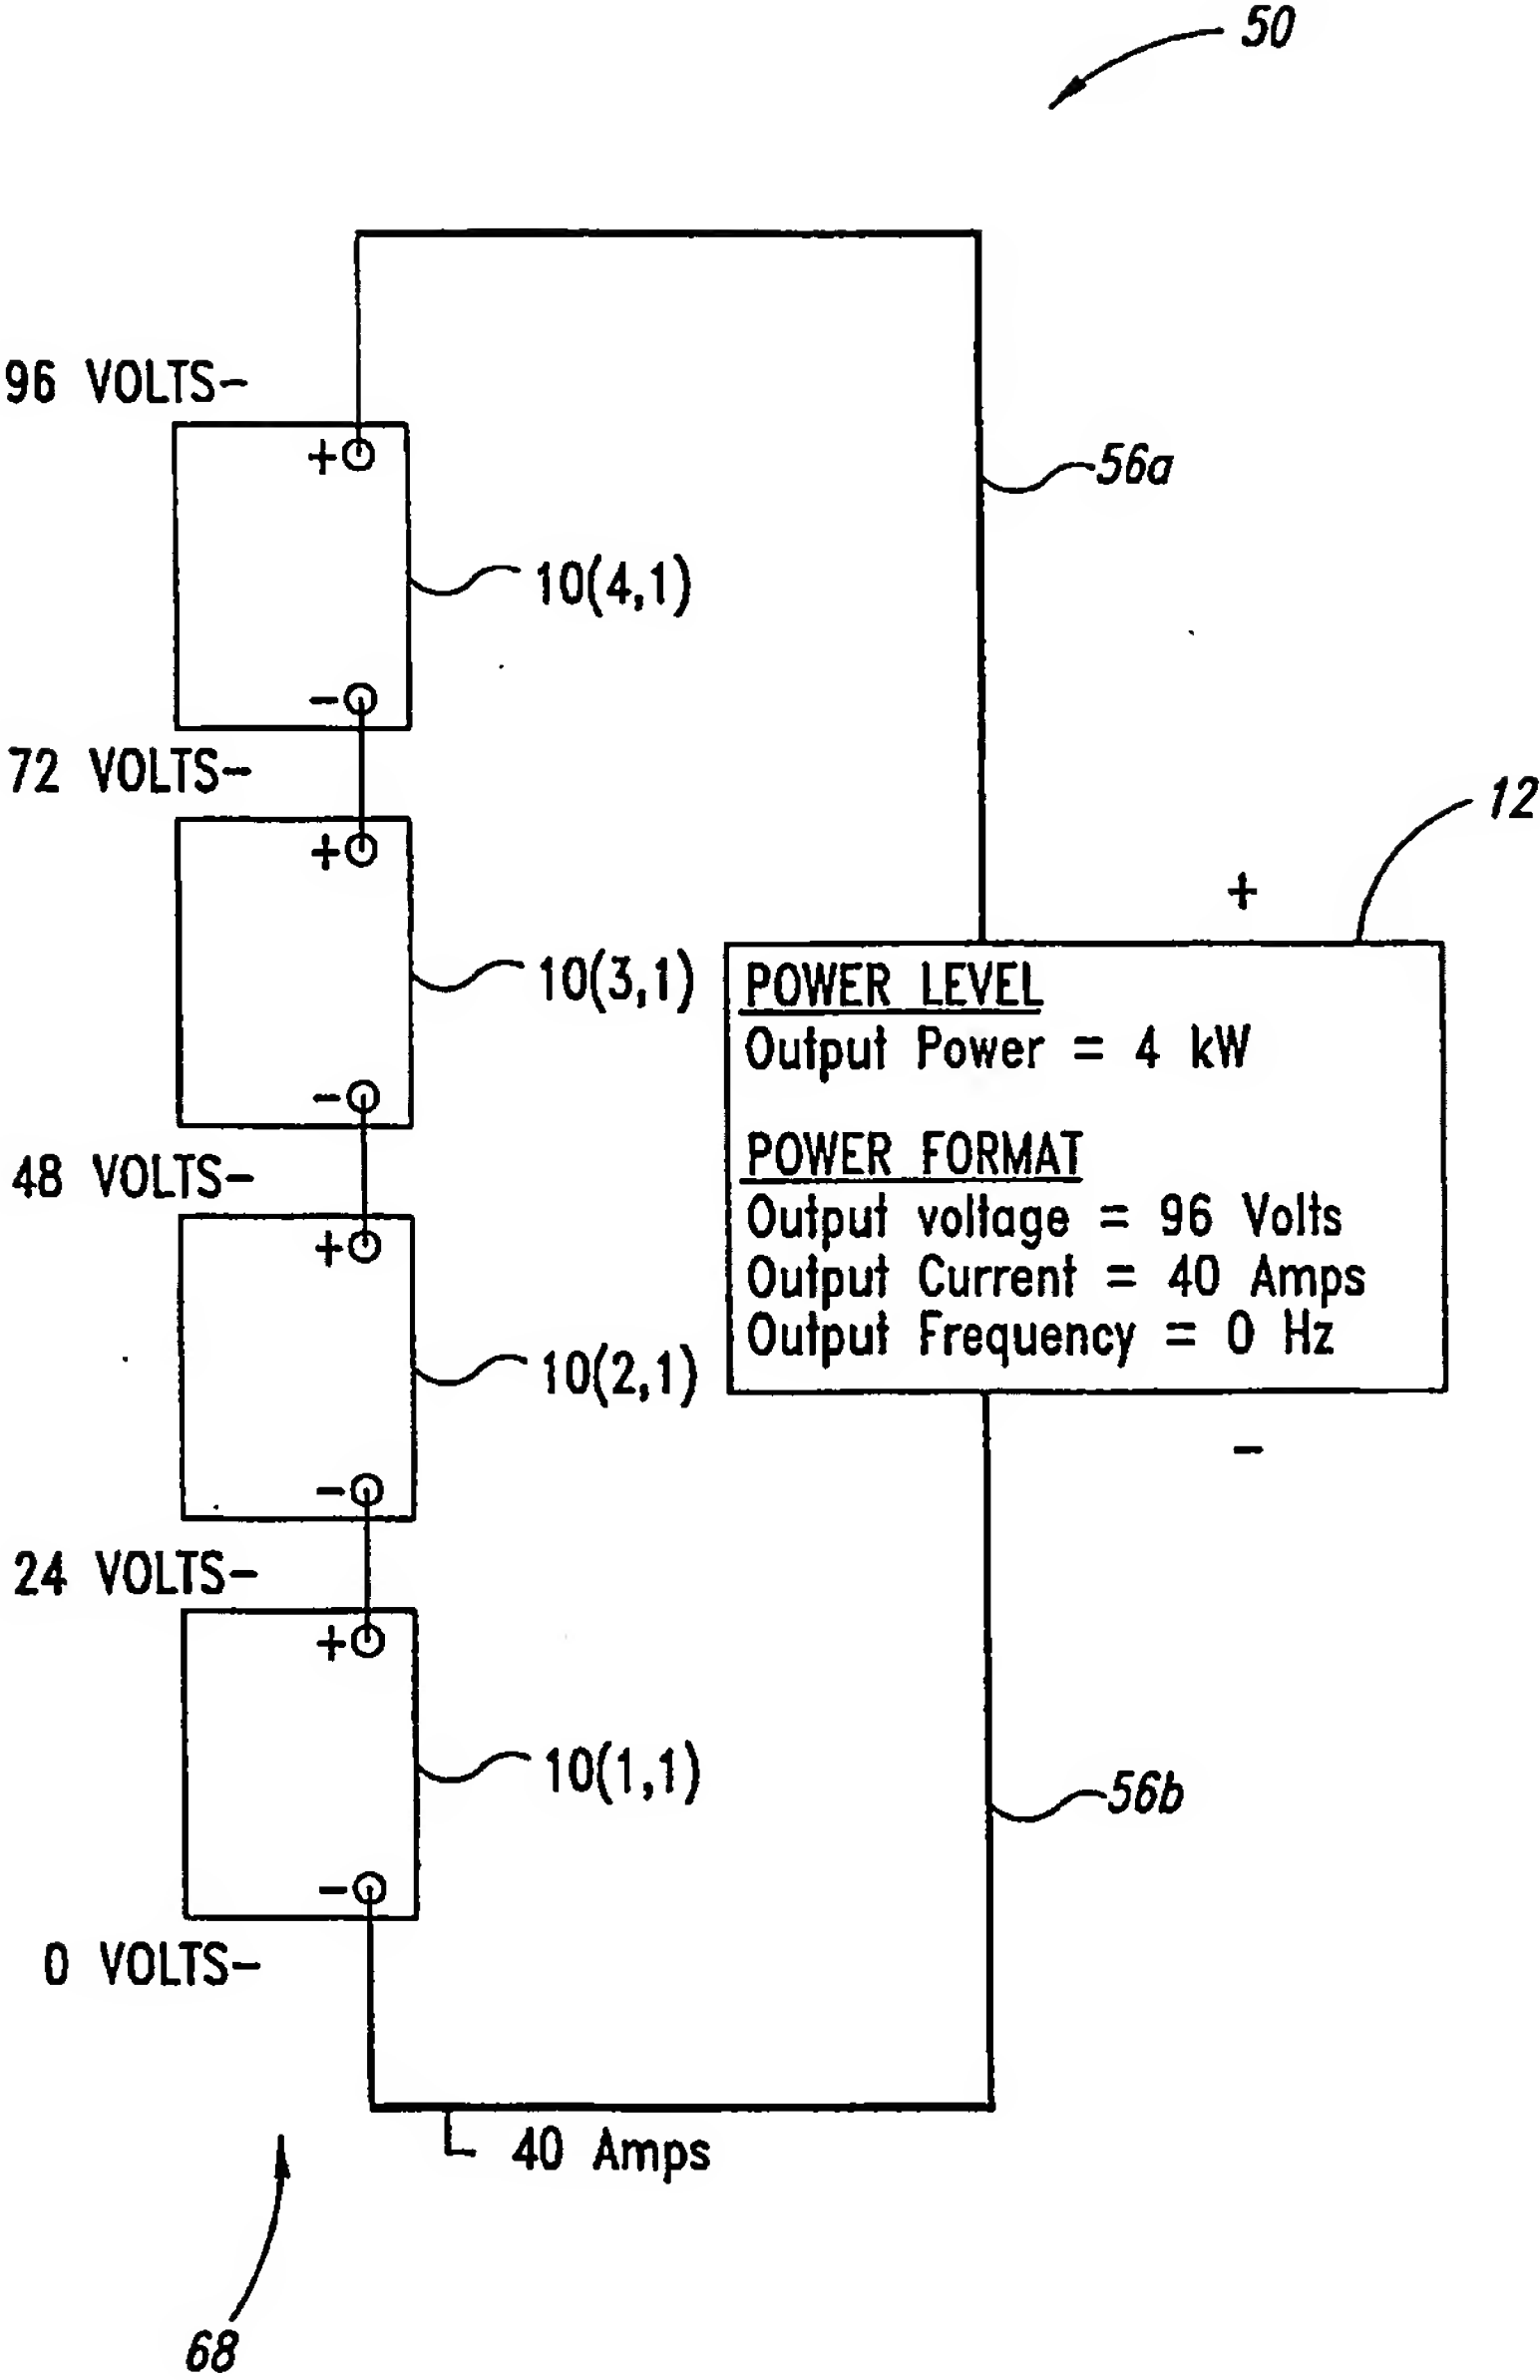 50
96 VOLTS-
+
56a
10(4,1)
-
72 VOLTS-
12
+
+
10(3,1)
POWER LEVEL
Output Power = 4 kW
-
POWER FORMAT
48 VOLTS-
Output voltage = 96 Volts
+
Output Current = 40 Amps
Output Frequency = 0 Hz
10(2,1)
-
-
24 VOLTS-
+
10(1,1)
56b
-
0 VOLTS-
40 Amps
68